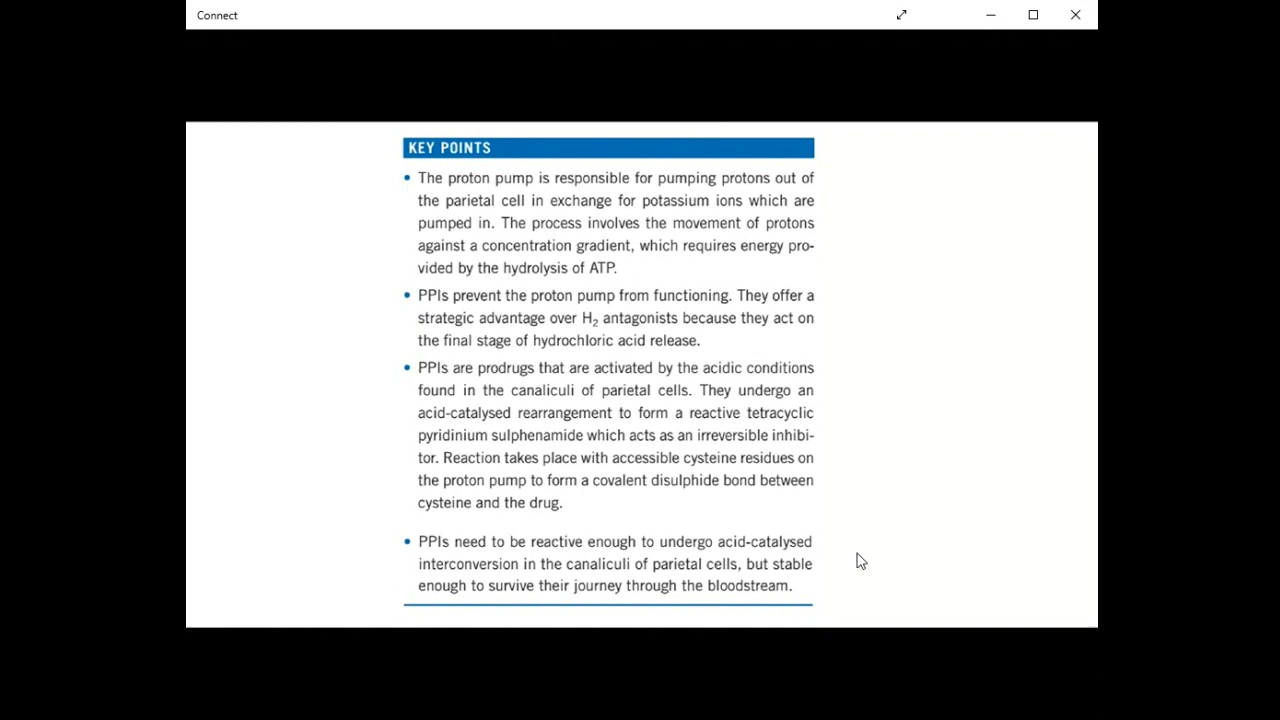 Connect
KEY POINTS
• The proton pump is responsible for pumping protons out of
the parietal cell in exchange for potassium ions which are
pumped in. The process involves the movement of protons
against a concentration gradient, which requires energy pro-
vided by the hydrolysis of ATP.
• PPIs prevent the proton pump from functioning. They offer a
strategic advantage over H₂ antagonists because they act on
the final stage of hydrochloric acid release.
• PPIs are prodrugs that are activated by the acidic conditions
found in the canaliculi of parietal cells. They undergo an
acid-catalysed rearrangement to form a reactive tetracyclic
pyridinium sulphenamide which acts as an irreversible inhibi-
tor. Reaction takes place with accessible cysteine residues on
the proton pump to form a covalent disulphide bond between
cysteine and the drug.
• PPIs need to be reactive enough to undergo acid-catalysed
interconversion in the canaliculi of parietal cells, but stable
enough to survive their journey through the bloodstream.